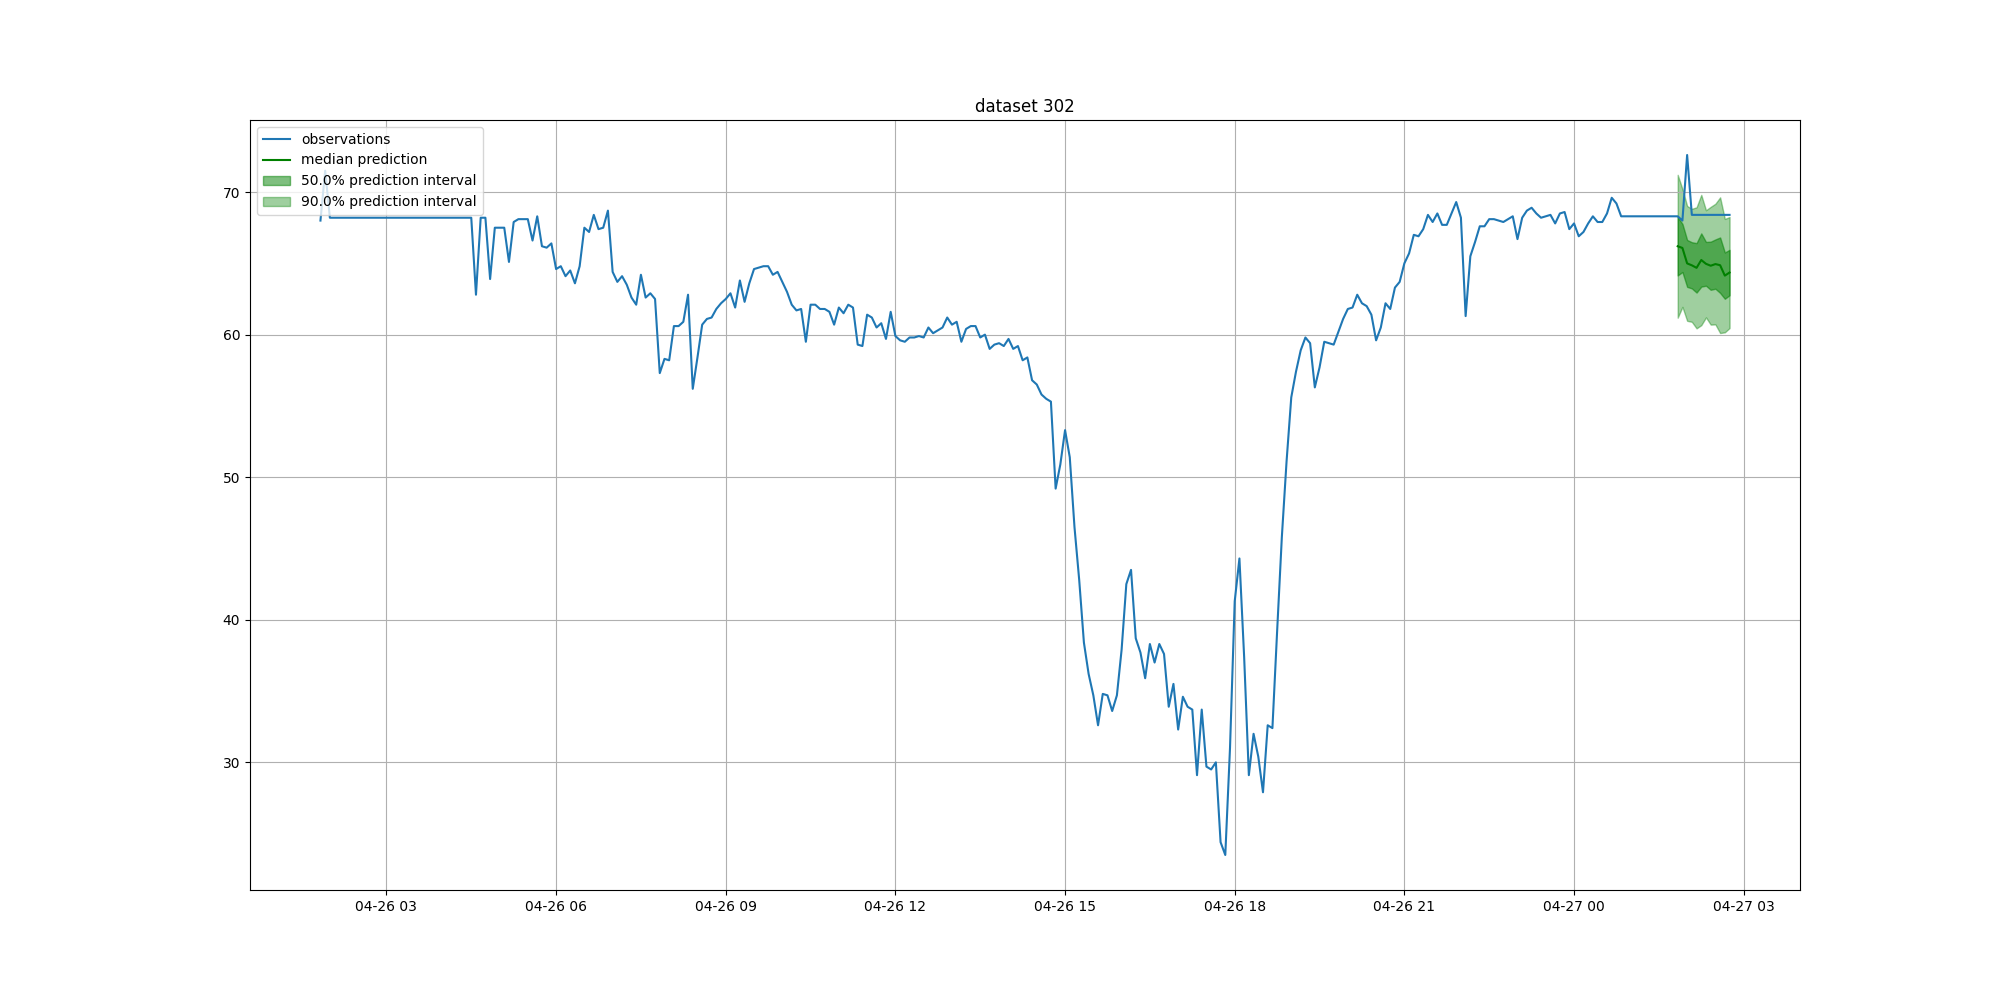 dataset 302
observations
median prediction
50.0% prediction interval
90.0% prediction interval
70
60
50
40
30
04-26 03
04-26 06
04-26 09
04-26 12
04-26 15
04-26 18
04-26 21
04-27 00
04-27 03